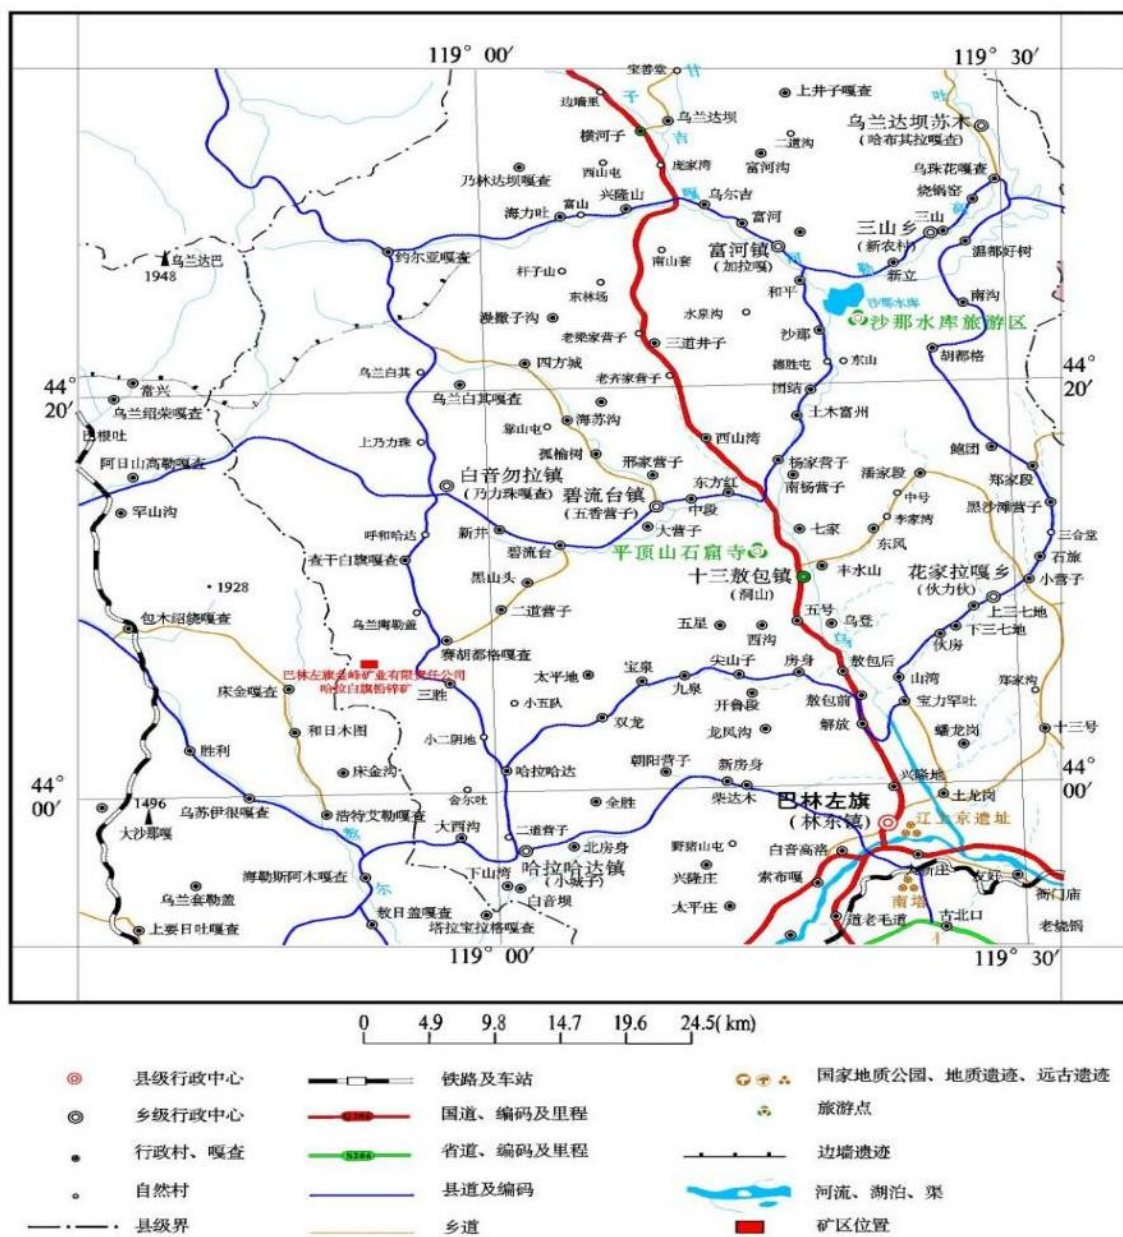 119° 00′
119° 30′
宝善堂
甘
边墙里
子
乌兰达坝
上井子嘎查
吐
乌兰达坝苏木
(哈布其拉嘎查)
横河子
吉
二道沟
庞家湾
富河沟
西山屯
乃林达坝嘎查
乌珠花嘎查
烧锅窑
兴隆山
乌尔吉
富山
海力吐
嘎
富河
高
三山
三山乡
(新农村)
富河镇
(加拉嘎)
河
勒
温都好树
乌兰达巴
1948
约尔亚嘎查
南山套
新立
杆子山
东林场
和平
沙那水库
南沟
漫撒子沟
水泉沟
沙那水库旅游区
老梁家营子
沙那
三道井子
胡都格
44°
20′
四方城
德胜屯
东山
44°
20′
乌兰白其
老齐家营子
团结
常兴
乌兰白其嘎查
乌兰绍荣嘎查
海苏沟
土木富州
靠山屯
巴根吐
上乃力珠
西山湾
鲍团
孤榆树
阿日山高勒嘎查
邢家营子
杨家营子
潘家段
郑家段
白音勿拉镇
(乃力珠嘎查)
碧流台镇
(五香营子)
东方红
南杨营子
中号
黑沙滩营子
中段
罕山沟
李家湾
呼和哈达
新井
大营子
七家
东风
三合堂
碧流台
平顶山石窟寺
石旅
查干白旗嘎查
黑山头
十三敖包镇
(洞山)
丰水山
花家拉嘎乡
(伙力伙)
小营子
1928
上三七地
包木绍绕嘎查
乌兰陶勒盖
二道营子
五星
西沟
五号
乌登
乌
下三七地
伙房
赛胡都格嘎查
巴林左旗金峰矿业有限责任公司
哈拉白旗铅锌矿
宝泉
尖山子
房身
敖包后
太平地
山湾
郑家沟
床金嘎查
三胜
九泉
小五队
开鲁段
敖包前
宝力罕吐
双龙
解放
和日木图
龙凤沟
蟠龙岗
十三号
小二阴地
胜利
朝阳营子
新房身
床金沟
哈拉哈达
兴隆地
44°
00′
44°
00′
1496
大沙那嘎
舍尔吐
全胜
柴达木
巴林左旗
(林东镇)
土龙岗
乌苏伊很嘎查
浩特艾勒嘎查
辽上京遗址
敖
大西沟
二道营子
野猪山屯
白音高洛
哈拉哈达镇
(小城子)
北房身
海勒斯阿木嘎查
下山湾
兴隆庄
索布嘎
友好
衙门庙
尔
白音坝
南塔
乌兰套勒盖
太平庄
敖日盖嘎查
塔拉宝拉格嘎查
道老毛道
古北口
上要日吐嘎查
老烧锅
119° 00′
119° 30′
0 4.9 9.8 14.7 19.6 24.5( km)
县级行政中心
铁路及车站
国家地质公园、地质遗迹、远古遗迹
乡级行政中心
国道、编码及里程
旅游点
行政村、嘎查
省道、编码及里程
边墙遗迹
自然村
县道及编码
河流、湖泊、渠
县级界
乡道
矿区位置